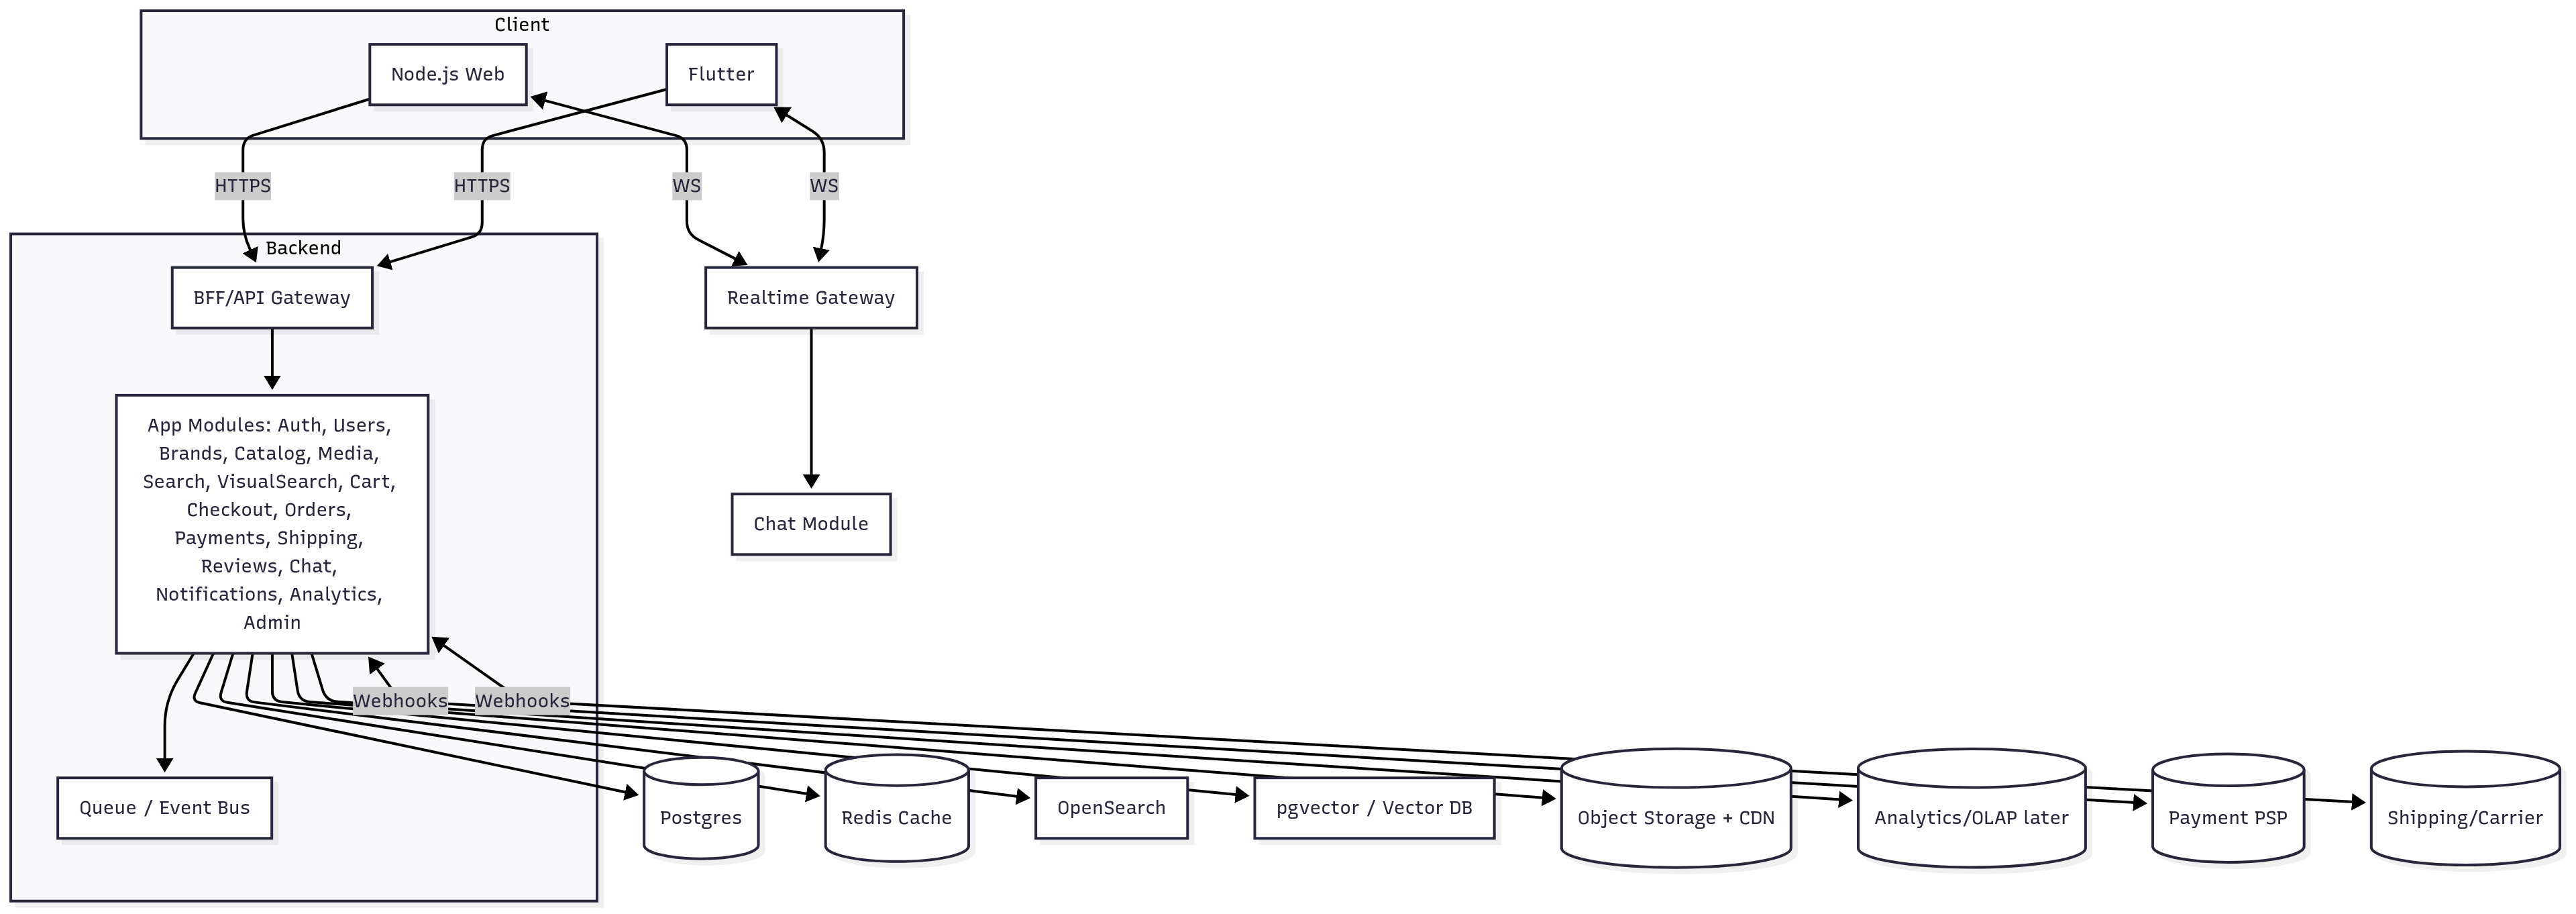 Client
Node.js Web
Flutter
HTTPS
HTTPS
WS
WS
Backend
BFF/API Gateway
Realtime Gateway
App Modules: Auth, Users,
Brands, Catalog, Media,
Search, VisualSearch, Cart,
Checkout, Orders,
Payments, Shipping,
Reviews, Chat,
Notifications, Analytics,
Admin
Chat Module
Webhooks
Webhooks
Queue / Event Bus
Postgres
Redis Cache
OpenSearch
pgvector / Vector DB
Object Storage + CDN
Analytics/OLAP later
Payment PSP
Shipping/Carrier